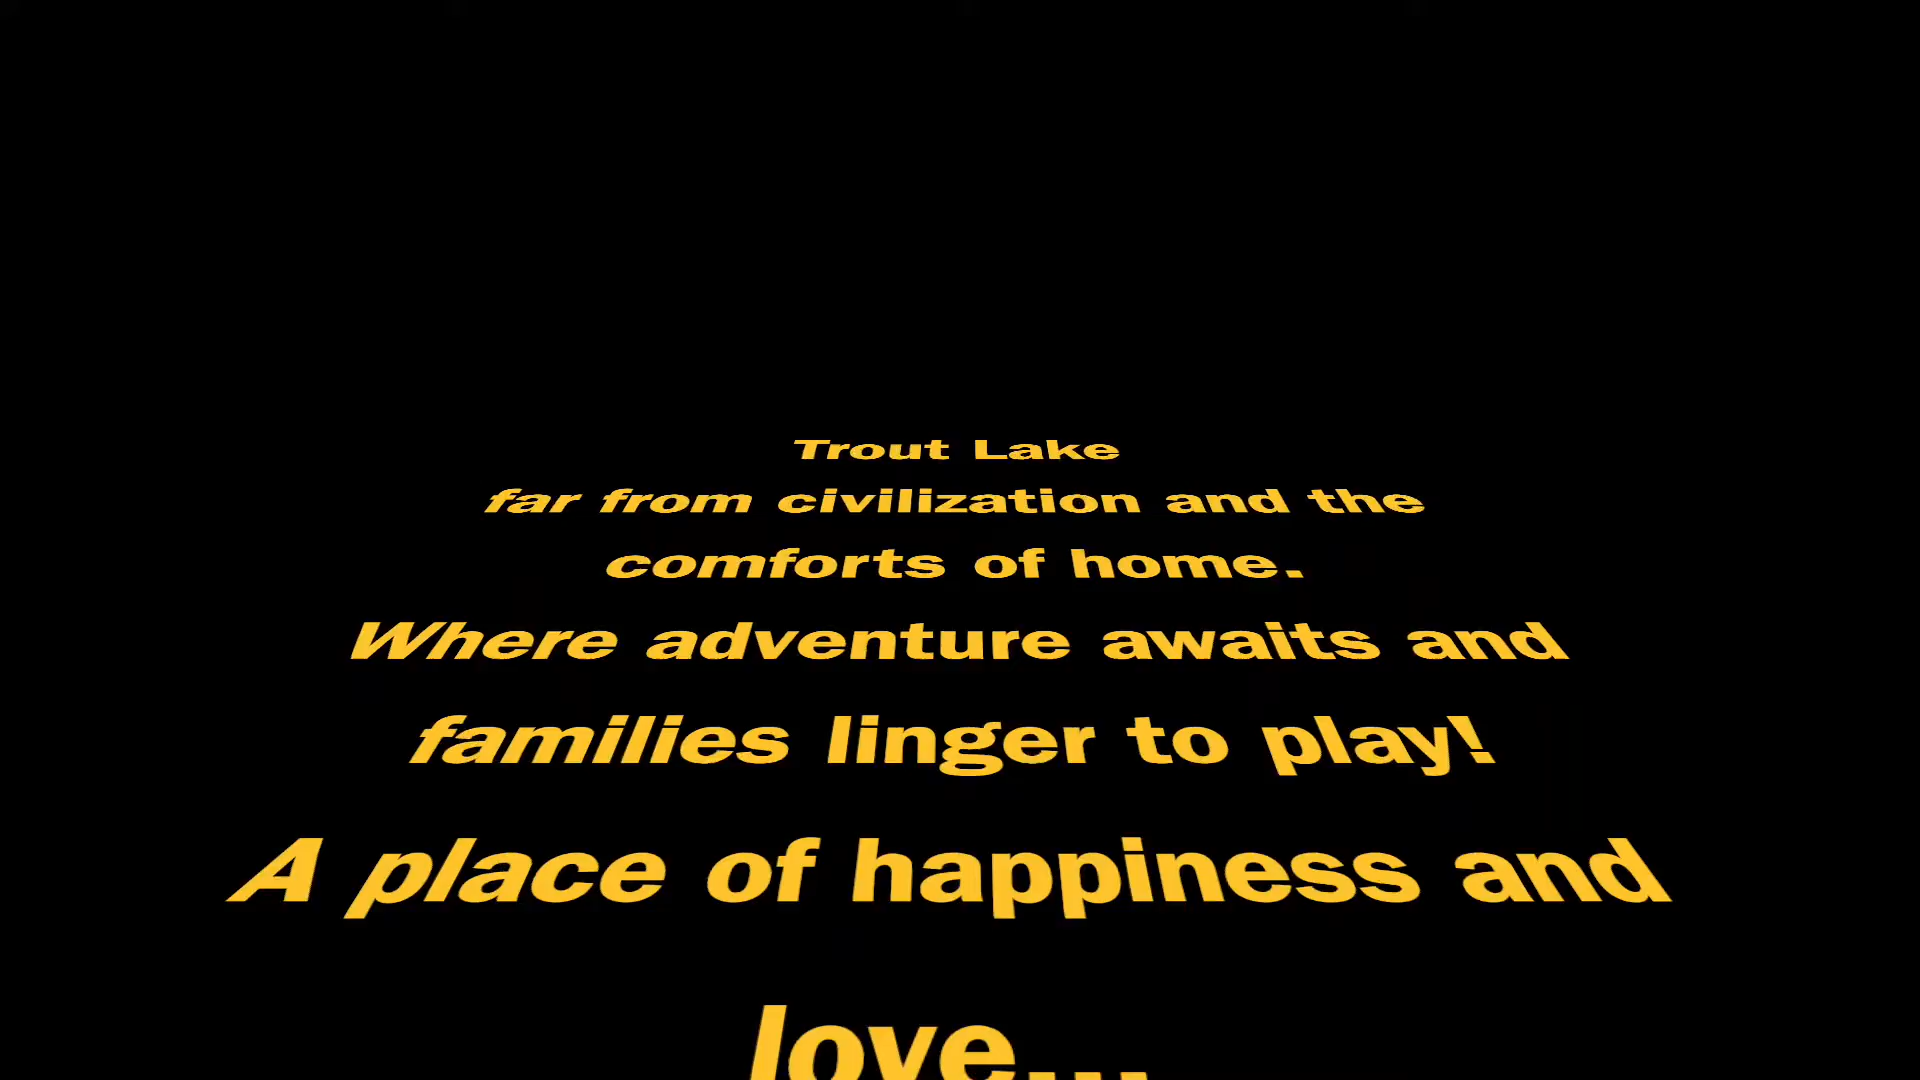 Trout Lake
far from civilization and the
comforts of home.
Where adventure awaits and
families linger to play!
A place of happiness and
love...